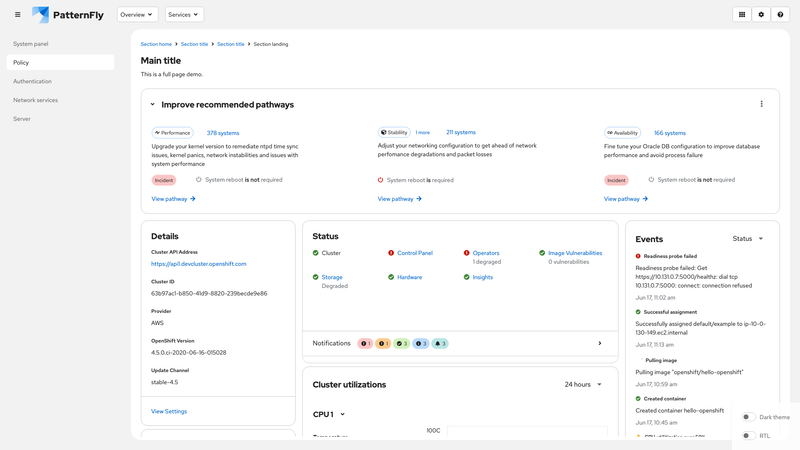 PatternFly
Overview
Services
System panel
Policy
Authentication
Network services
Server
Section home
Section title
Section title
Section landing
Main title
This is a full page demo.
Improve recommended pathways
Performance
378 systems
Upgrade your kernel version to remediate ntpd time sync
issues, kernel panics, network instabilities and issues with
system performance
Incident
System reboot is not required
View pathway
Stability
1 more
211 systems
Adjust your networking configuration to get ahead of network
perfomance degradations and packet losses
System reboot is required
View pathway
Availability
166 systems
Fine tune your Oracle DB configuration to improve database
performance and avoid process failure
Incident
System reboot is not required
View pathway
Details
Cluster API Address
https://api1.devcluster.openshift.com
Cluster ID
63b97ac1-b850-41d9-8820-239becde9e86
Provider
AWS
OpenShift Version
4.5.0.ci-2020-06-16-015028
Update Channel
stable-4.5
View Settings
Status
Cluster
Control Panel
Operators
1 degraded
Image Vulnerabilities
0 vulnerabilities
Storage
Degraded
Hardware
Insights
Notifications
1
1
3
3
3
Cluster utilizations
24 hours
CPU 1
Temperature
100C
Events
Status
Readiness probe failed
Readiness probe failed: Get
https://10.131.0.7:5000/healthz: dial tcp
10.131.0.7:5000: connect: connection refused
Jun 17, 11:02 am
Successful assignment
Successfully assigned default/example to ip-10-0-
130-149.ec2.internal
Jun 17, 11:13 am
Pulling image
Pulling image "openshift/hello-openshift"
Jun 17, 10:59 am
Created container
Created container hello-openshift
Jun 17, 10:45 am
Dark theme
RTL